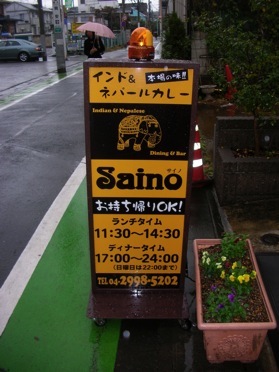 インド&
本場の味!!
ネパールカレー
Indian & Nepalese
Dining & Bar
サイノ
Saino
お持ち帰りOK!
ランチタイム
11:30〜14:30
ディナータイム
17:00〜24:00
(日曜日は22:00まで)
TEL 04-2998-5202